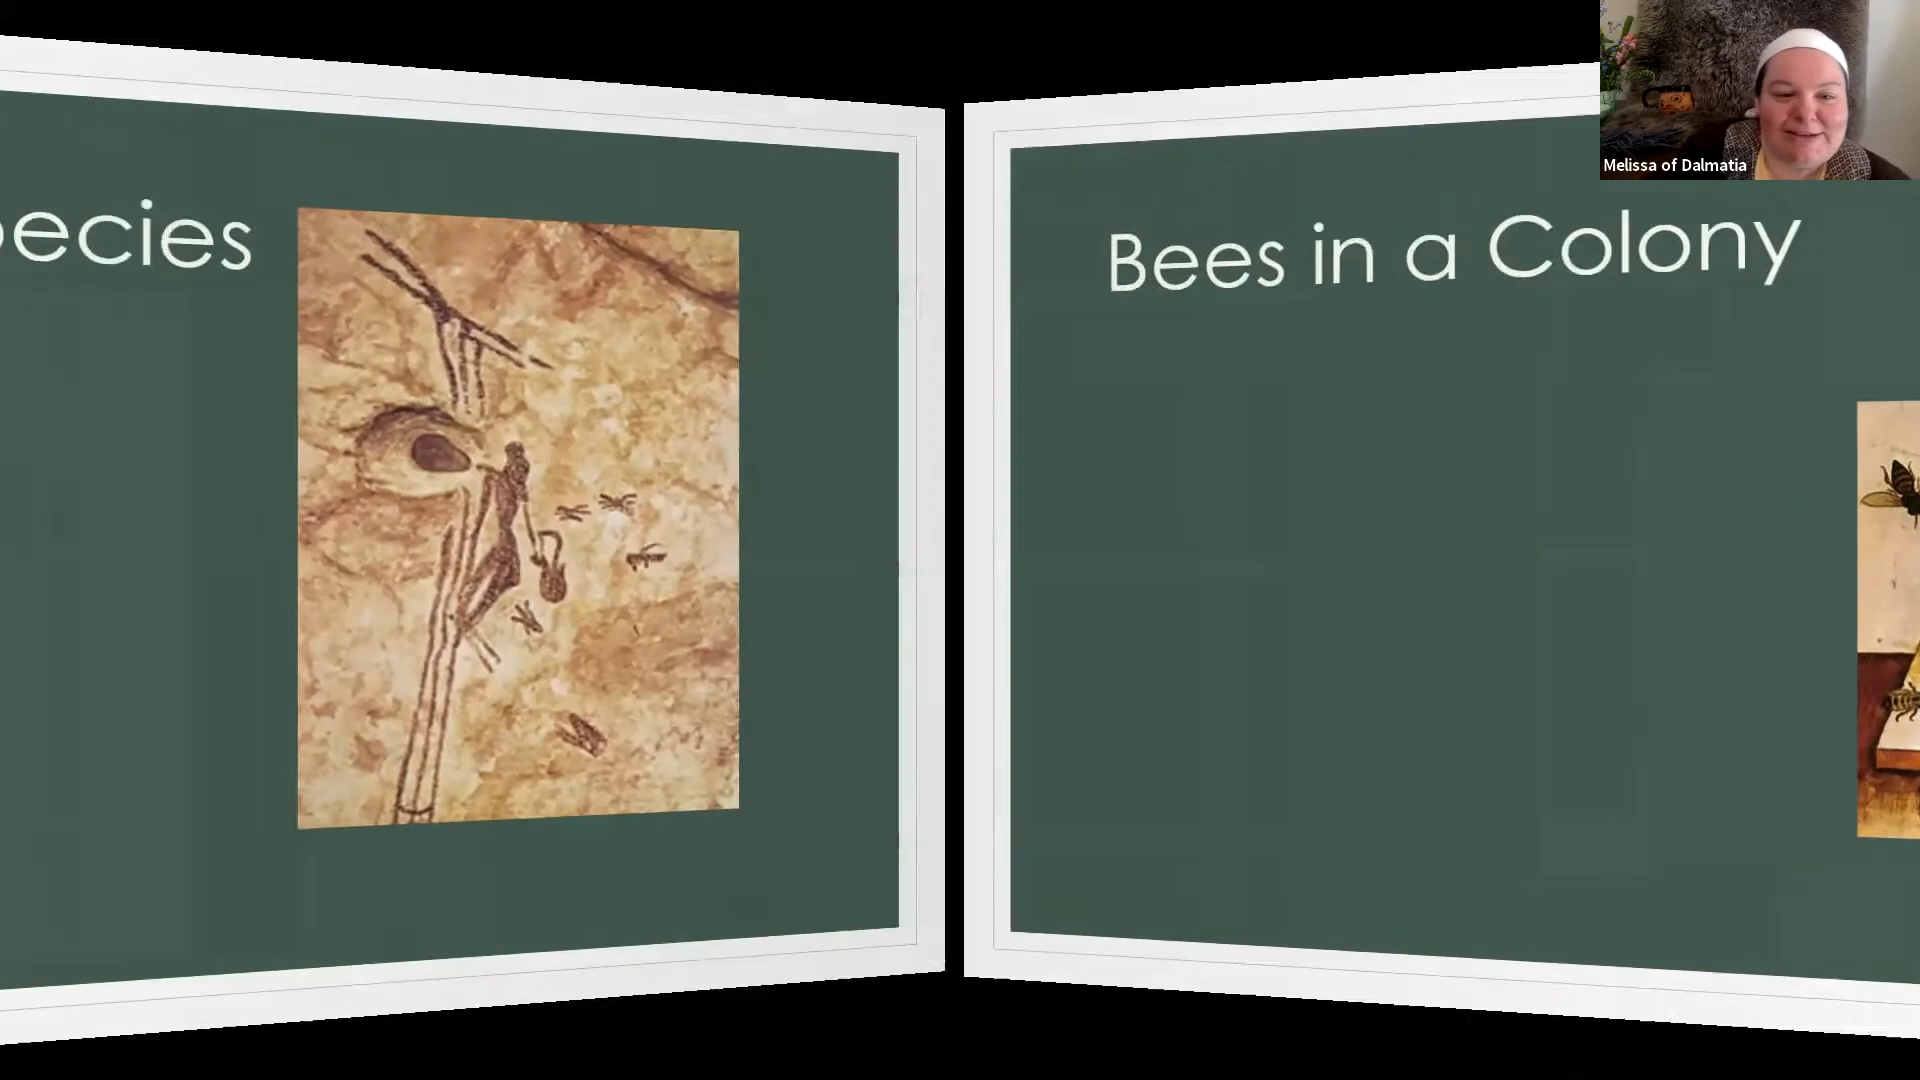 ecies
Bees in a Colony
Melissa of Dalmatia